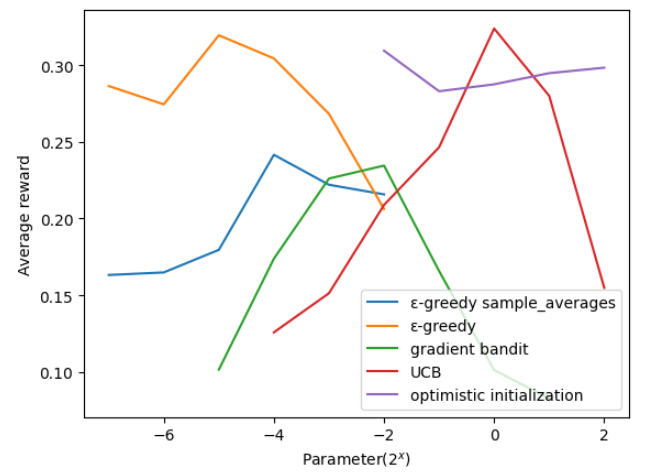 0.30
0.25
0.20
0.15
0.10
Average reward
ε-greedy sample_averages
ε-greedy
gradient bandit
UCB
optimistic initialization
−6
−4
−2
0
2
Parameter(2ˣ)